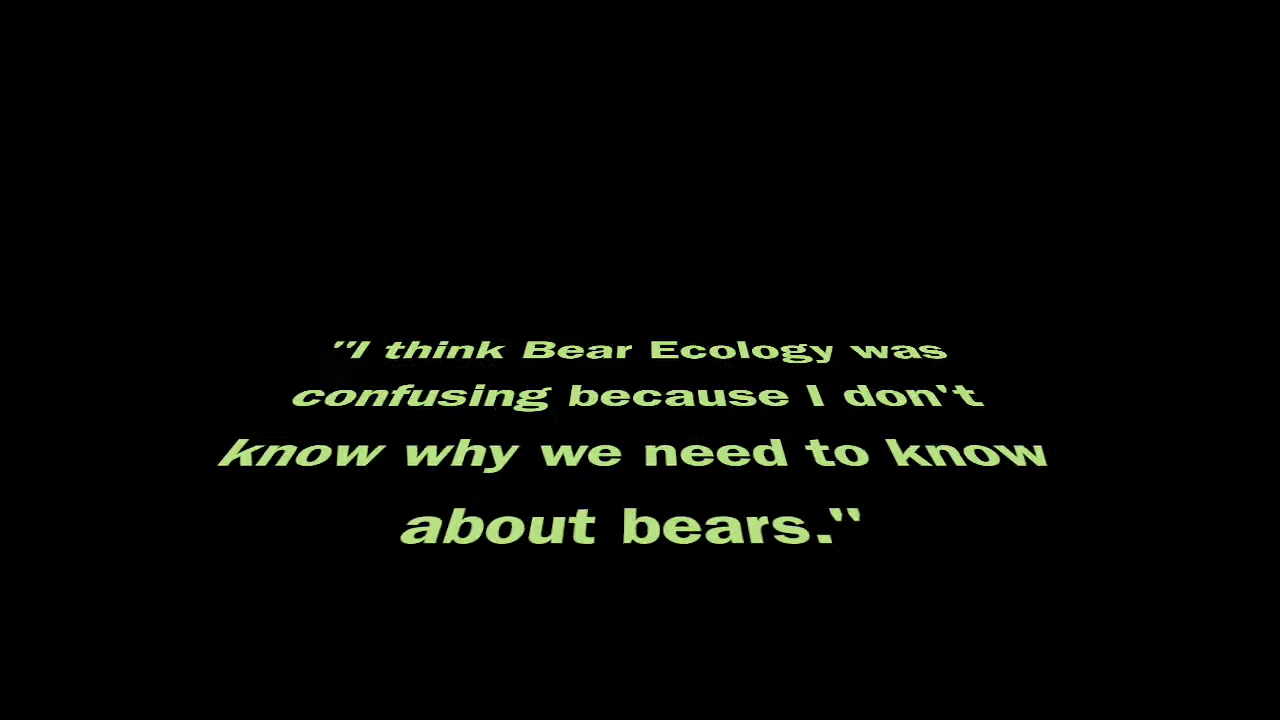 "I think Bear Ecology was
confusing because I don't
know why we need to know
about bears."